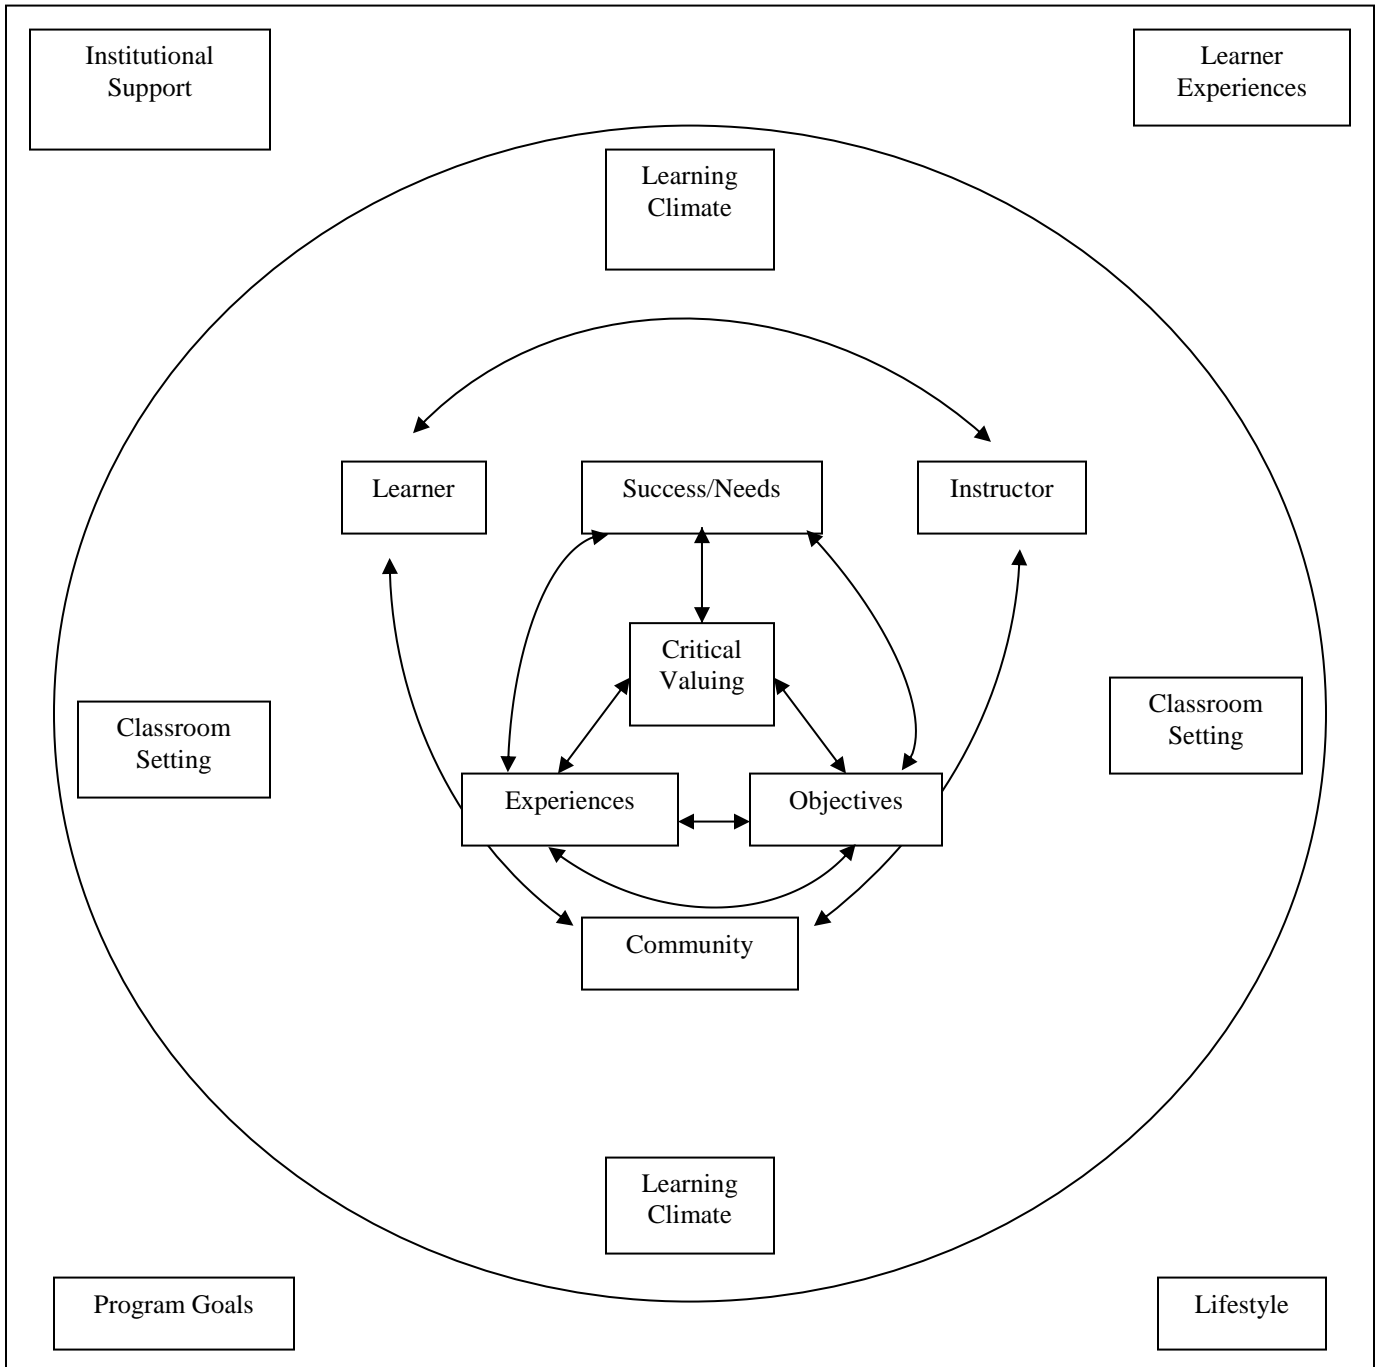 Institutional
Support
Learner
Experiences
Learning
Climate
Learner
Success/Needs
Instructor
Critical
Valuing
Classroom
Setting
Classroom
Setting
Experiences
Objectives
Community
Learning
Climate
Program Goals
Lifestyle